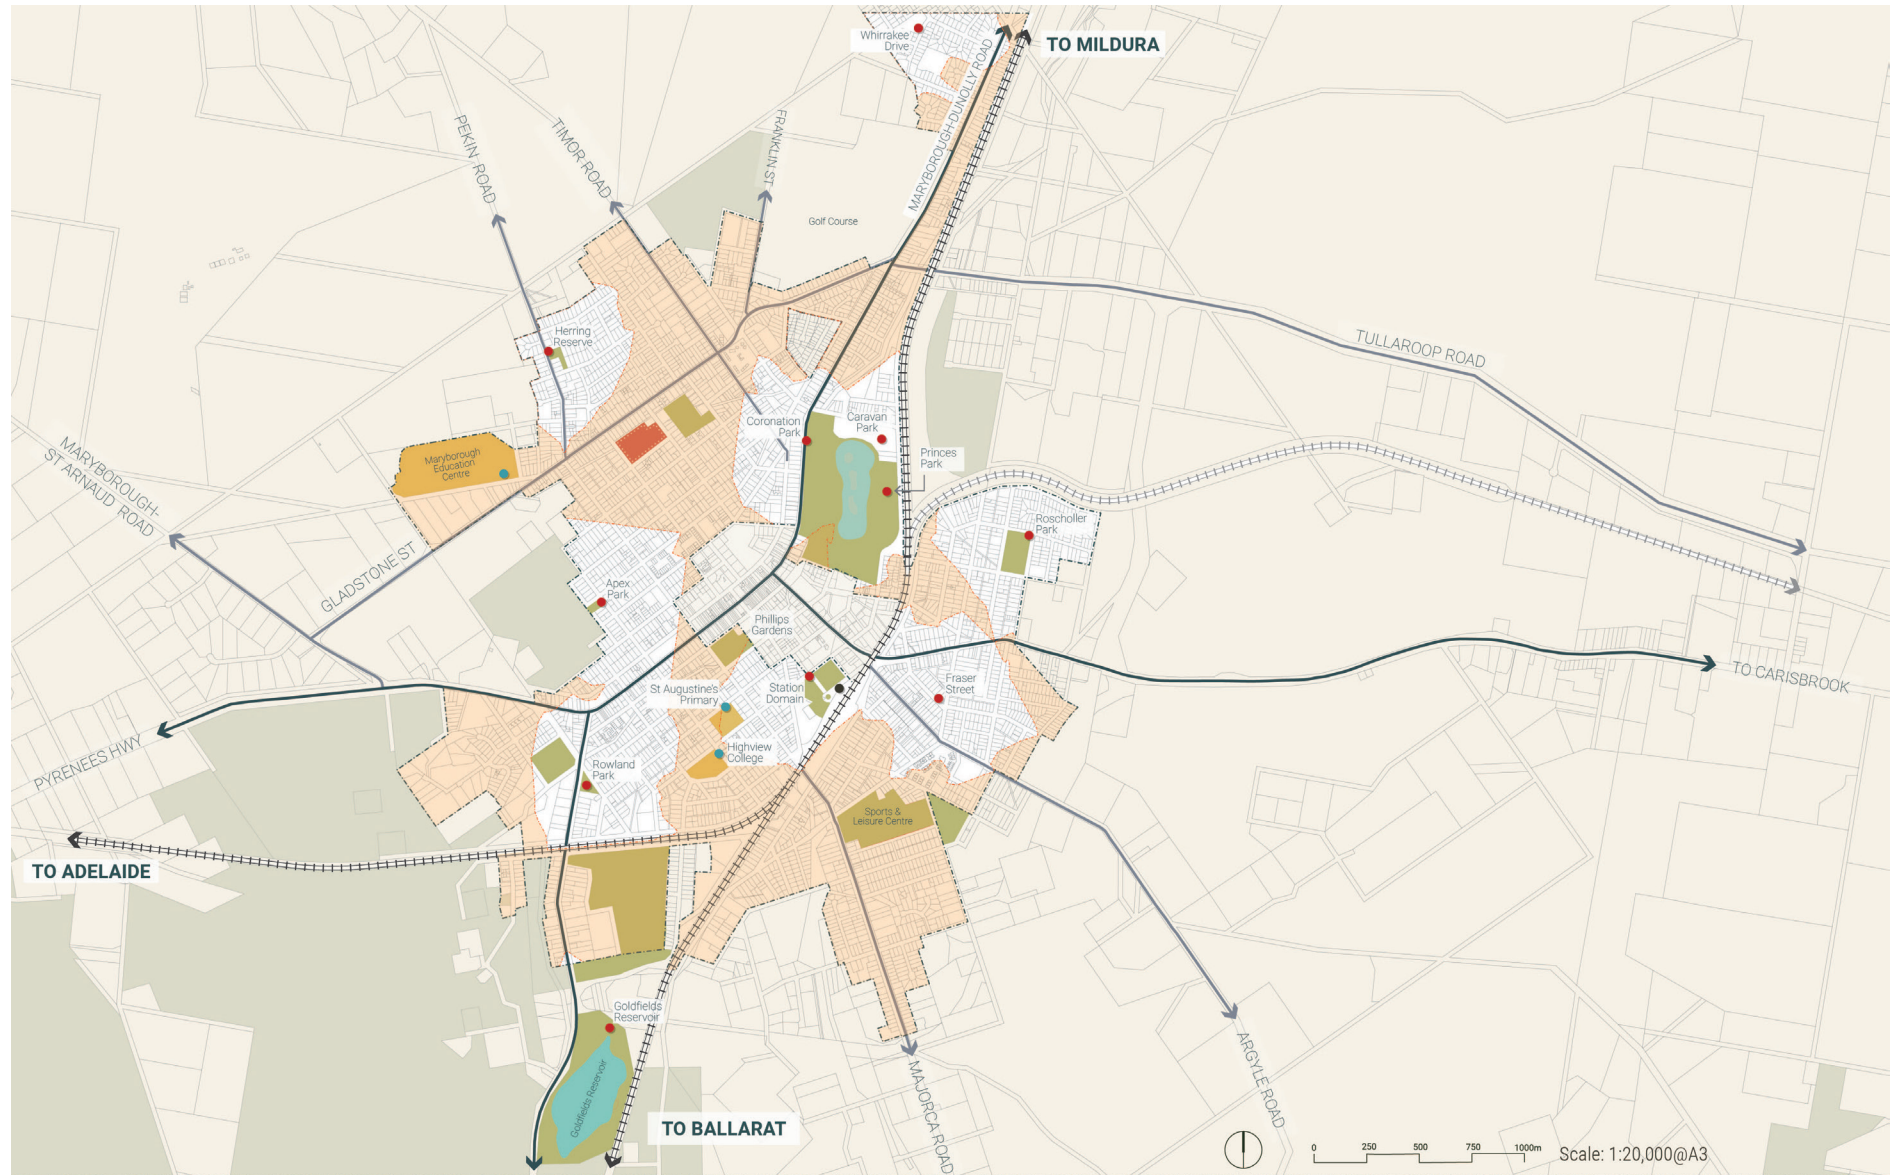 Whirrakee
Drive
TO MILDURA
MARYBOROUGH-DUNOLLY ROAD
PEKIN ROAD
TIMOR ROAD
FRANKLIN ST
Golf Course
Herring
Reserve
TULLAROOP ROAD
Coronation
Park
Caravan
Park
Princes
Park
Maryborough
Education
Centre
MARYBOROUGH-
ST ARNAUD ROAD
Roscholler
Park
GLADSTONE ST
Apex
Park
Phillips
Gardens
St Augustine's
Primary
Station
Domain
Fraser
Street
TO CARISBROOK
Highview
College
PYRENEES HWY
Rowland
Park
Sports &
Leisure Centre
TO ADELAIDE
Goldfields
Reservoir
Goldfields Reservoir
TO BALLARAT
MAJORCA ROAD
ARGYLE ROAD
0 250 500 750 1000m
Scale: 1:20,000@A3